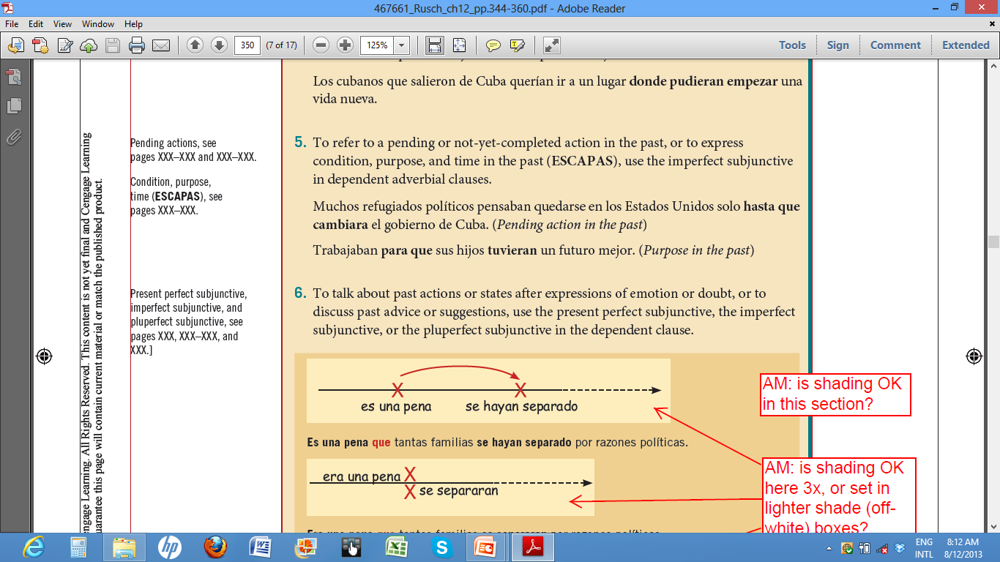 467661_Rusch_ch12_pp.344-360.pdf - Adobe Reader
File Edit View Window Help
350 (7 of 17) 125% Tools Sign Comment Extended
Los cubanos que salieron de Cuba querían ir a un lugar donde pudieran empezar una
vida nueva.
Pending actions, see
pages XXX–XXX and XXX–XXX.
Condition, purpose,
time (ESCAPAS), see
pages XXX–XXX.
5. To refer to a pending or not-yet-completed action in the past, or to express
condition, purpose, and time in the past (ESCAPAS), use the imperfect subjunctive
in dependent adverbial clauses.
Muchos refugiados políticos pensaban quedarse en los Estados Unidos solo hasta que
cambiara el gobierno de Cuba. (Pending action in the past)
Trabajaban para que sus hijos tuvieran un futuro mejor. (Purpose in the past)
Present perfect subjunctive,
imperfect subjunctive, and
pluperfect subjunctive, see
pages XXX, XXX–XXX, and
XXX.]
6. To talk about past actions or states after expressions of emotion or doubt, or to
discuss past advice or suggestions, use the present perfect subjunctive, the imperfect
subjunctive, or the pluperfect subjunctive in the dependent clause.
X X
es una pena se hayan separado
Es una pena que tantas familias se hayan separado por razones políticas.
era una pena X
X se separaran
AM: is shading OK
in this section?
AM: is shading OK
here 3x, or set in
lighter shade (off-
white) boxes?
ngage Learning. All Rights Reserved. This content is not yet final and Cengage Learning
uarantee this page will contain current material or match the published product.
ENG
INTL
8:12 AM
8/12/2013